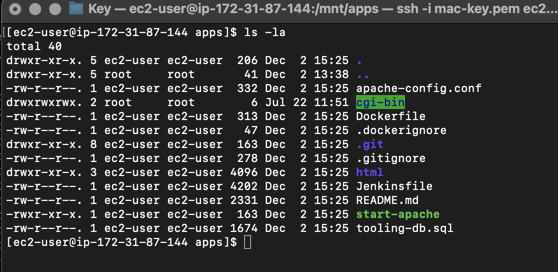 Key — ec2-user@ip-172-31-87-144:/mnt/apps — ssh -i mac-key.pem ec2...
[[ec2-user@ip-172-31-87-144 apps]$ ls -la
total 40
drwxr-xr-x. 5 ec2-user ec2-user 206 Dec 2 15:25 .
drwxr-xr-x. 5 root root 41 Dec 2 13:38 ..
-rw-r--r--. 1 ec2-user ec2-user 332 Dec 2 15:25 apache-config.conf
drwxrwxrwx. 2 root root 6 Jul 22 11:51 cgi-bin
-rw-r--r--. 1 ec2-user ec2-user 313 Dec 2 15:25 Dockerfile
-rw-r--r--. 1 ec2-user ec2-user 47 Dec 2 15:25 .dockerignore
drwxr-xr-x. 8 ec2-user ec2-user 163 Dec 2 15:25 .git
-rw-r--r--. 1 ec2-user ec2-user 278 Dec 2 15:25 .gitignore
drwxr-xr-x. 3 ec2-user ec2-user 4096 Dec 2 15:25 html
-rw-r--r--. 1 ec2-user ec2-user 4202 Dec 2 15:25 Jenkinsfile
-rw-r--r--. 1 ec2-user ec2-user 2331 Dec 2 15:25 README.md
-rwxr-xr-x. 1 ec2-user ec2-user 163 Dec 2 15:25 start-apache
-rw-r--r--. 1 ec2-user ec2-user 1674 Dec 2 15:25 tooling-db.sql
[ec2-user@ip-172-31-87-144 apps]$